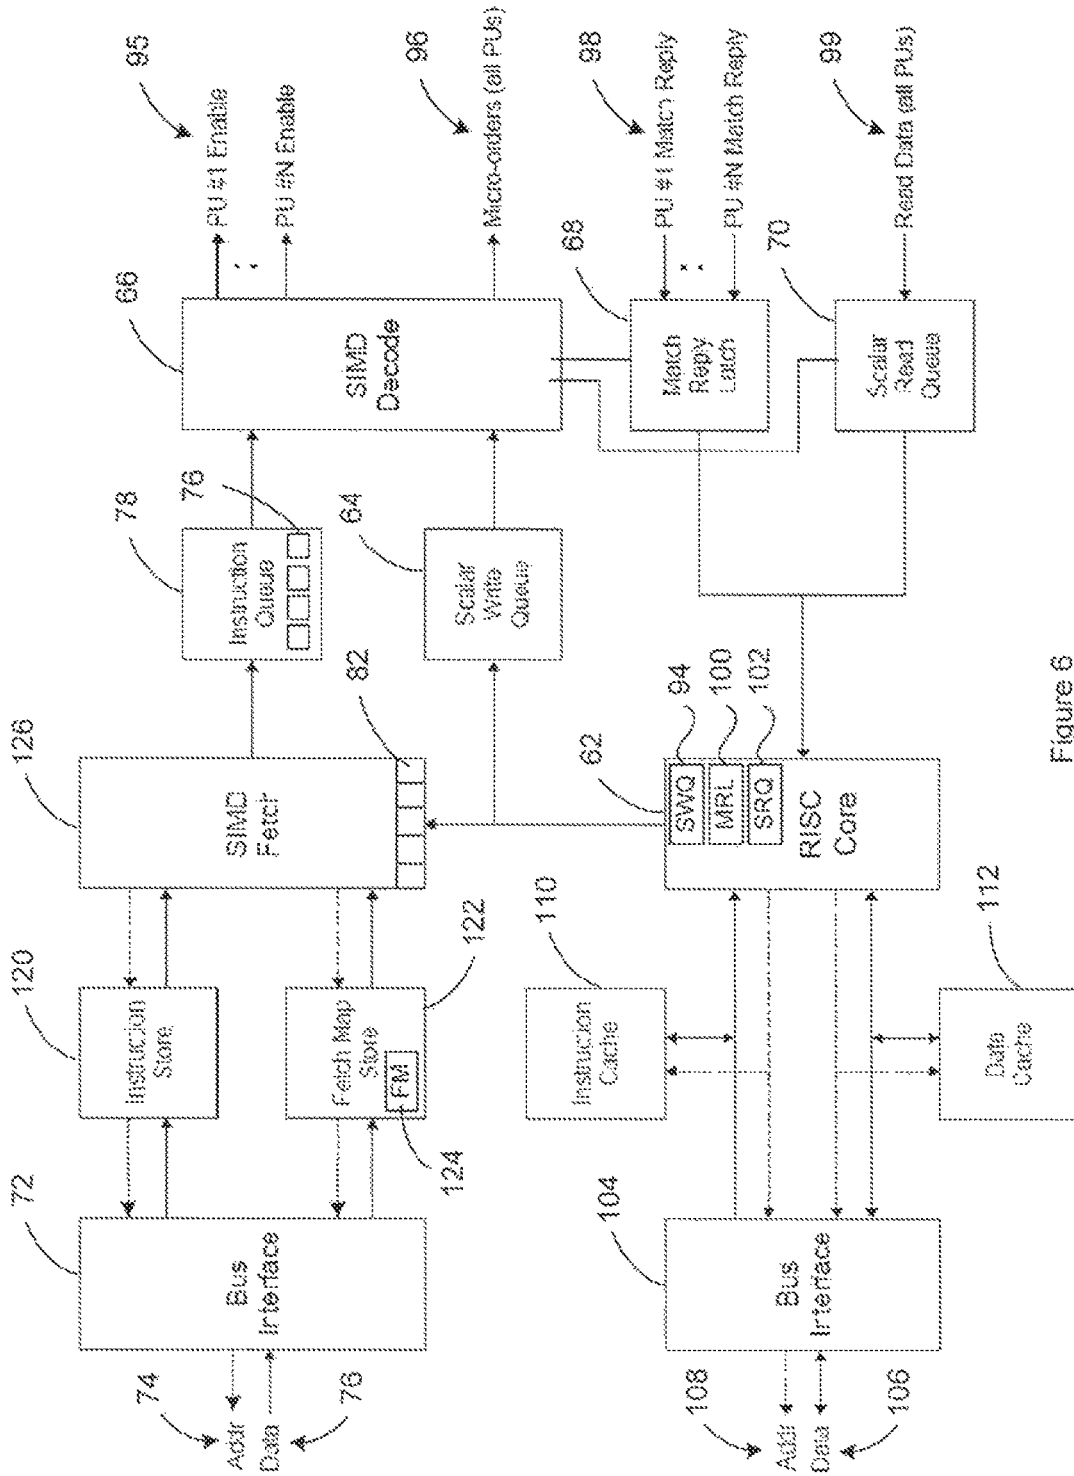 74
Addr
Data
76
72
Bus
Interface
120
Instruction
Store
Fetch Map
Store
FM
124
122
126
SIMD
Fetch
82
78
Instruction
Queue
76
64
Scalar
Write
Queue
66
SIMD
Decode
95
PU #1 Enable
PU #N Enable
96
Micro-orders (all PUs)
68
Match
Reply
Latch
98
PU #1 Match Reply
PU #N Match Reply
70
Scalar
Read
Queue
99
Read Data (all PUs)
108
Addr
Data
106
104
Bus
Interface
110
Instruction
Cache
112
Data
Cache
62
SWQ
94
MRL
100
SRQ
102
RISC
Core
Figure 6